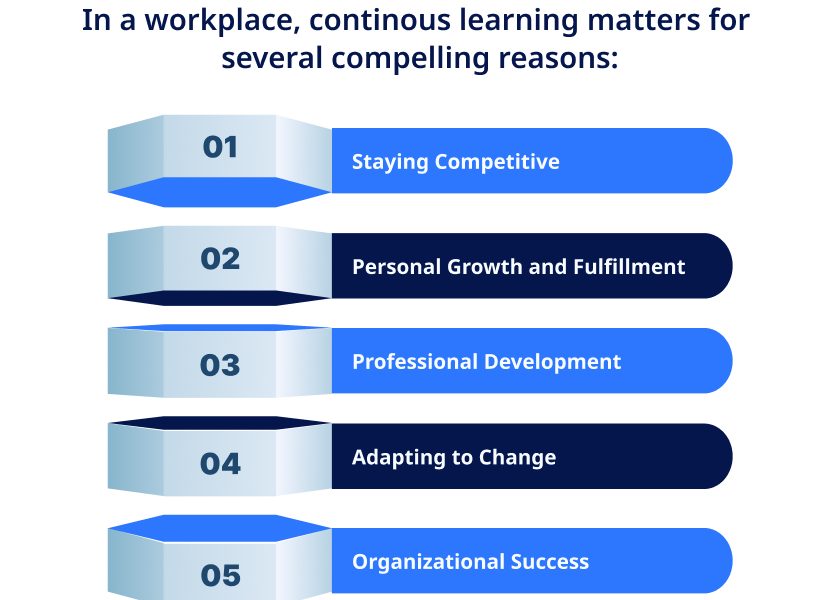 In a workplace, continous learning matters for
several compelling reasons:
01
Staying Competitive
02
Personal Growth and Fulfillment
03
Professional Development
04
Adapting to Change
05
Organizational Success